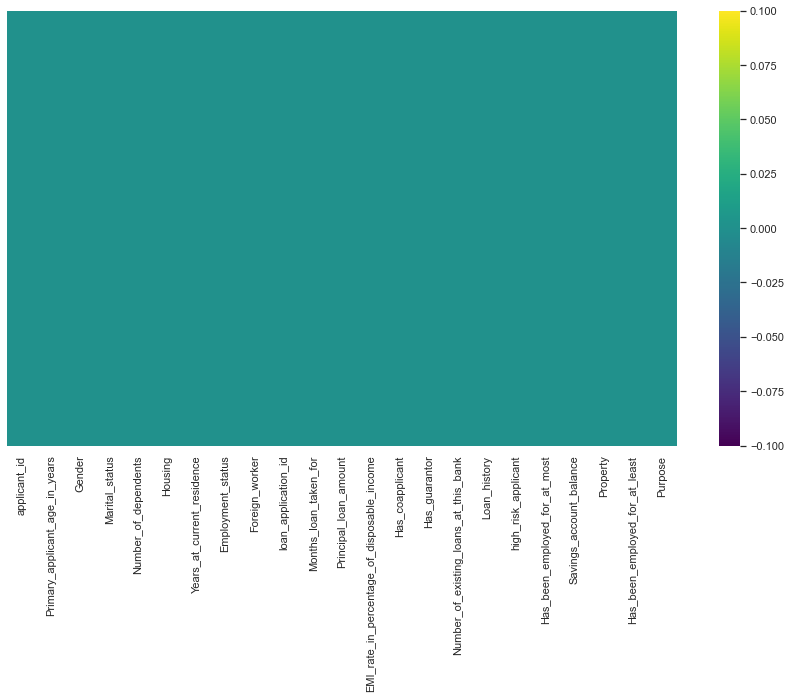 0.100
0.075
0.050
0.025
0.000
−0.025
−0.050
−0.075
−0.100
applicant_id
Primary_applicant_age_in_years
Gender
Marital_status
Number_of_dependents
Housing
Years_at_current_residence
Employment_status
Foreign_worker
loan_application_id
Months_loan_taken_for
Principal_loan_amount
EMI_rate_in_percentage_of_disposable_income
Has_coapplicant
Has_guarantor
Number_of_existing_loans_at_this_bank
Loan_history
high_risk_applicant
Has_been_employed_for_at_most
Savings_account_balance
Property
Has_been_employed_for_at_least
Purpose